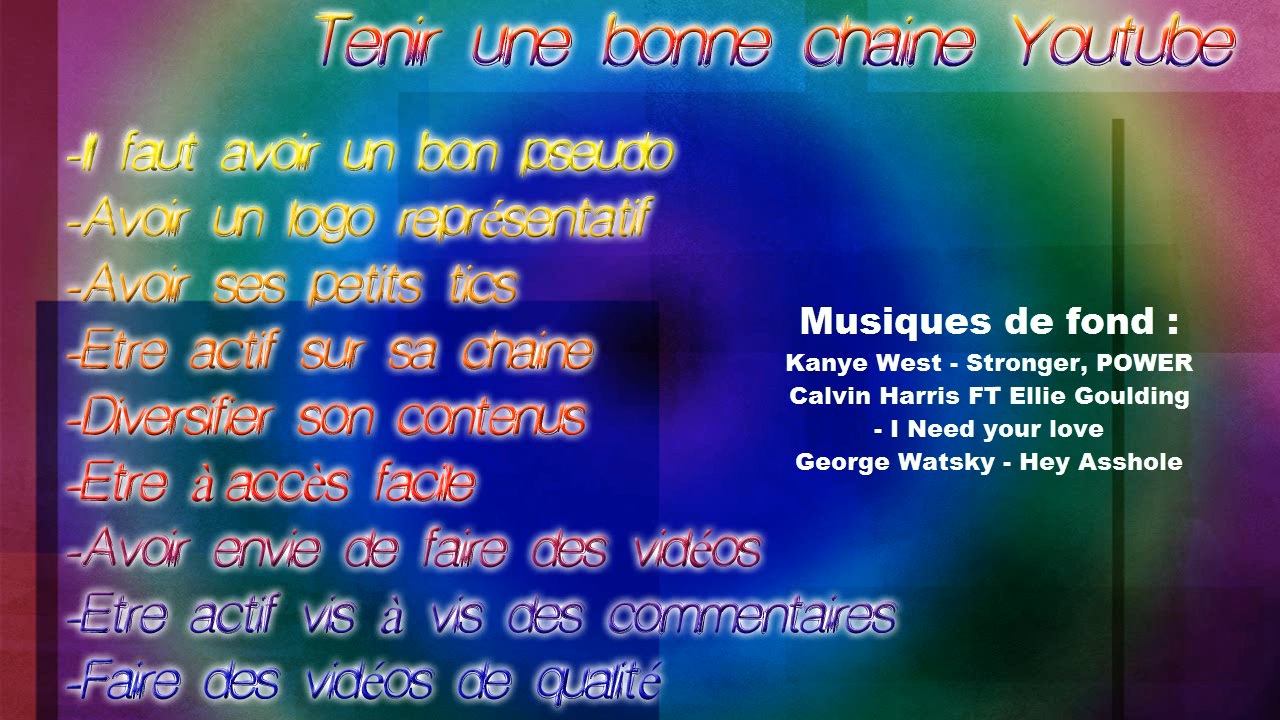 Tenir une bonne chaine Youtube
-Il faut avoir un bon pseudo
-Avoir un logo représentatif
-Avoir ses petits tics
-Etre actif sur sa chaine
-Diversifier son contenus
-Etre à accès facile
-Avoir envie de faire des vidéos
-Etre actif vis à vis des commentaires
-Faire des vidéos de qualité
Musiques de fond :
Kanye West - Stronger, POWER
Calvin Harris FT Ellie Goulding
- I Need your love
George Watsky - Hey Asshole